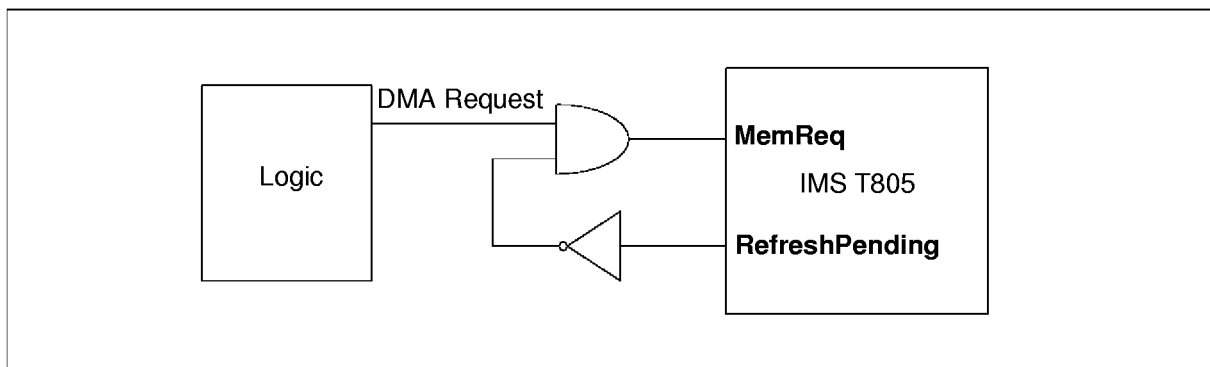 DMA Request
Logic
MemReq
IMS T805
RefreshPending